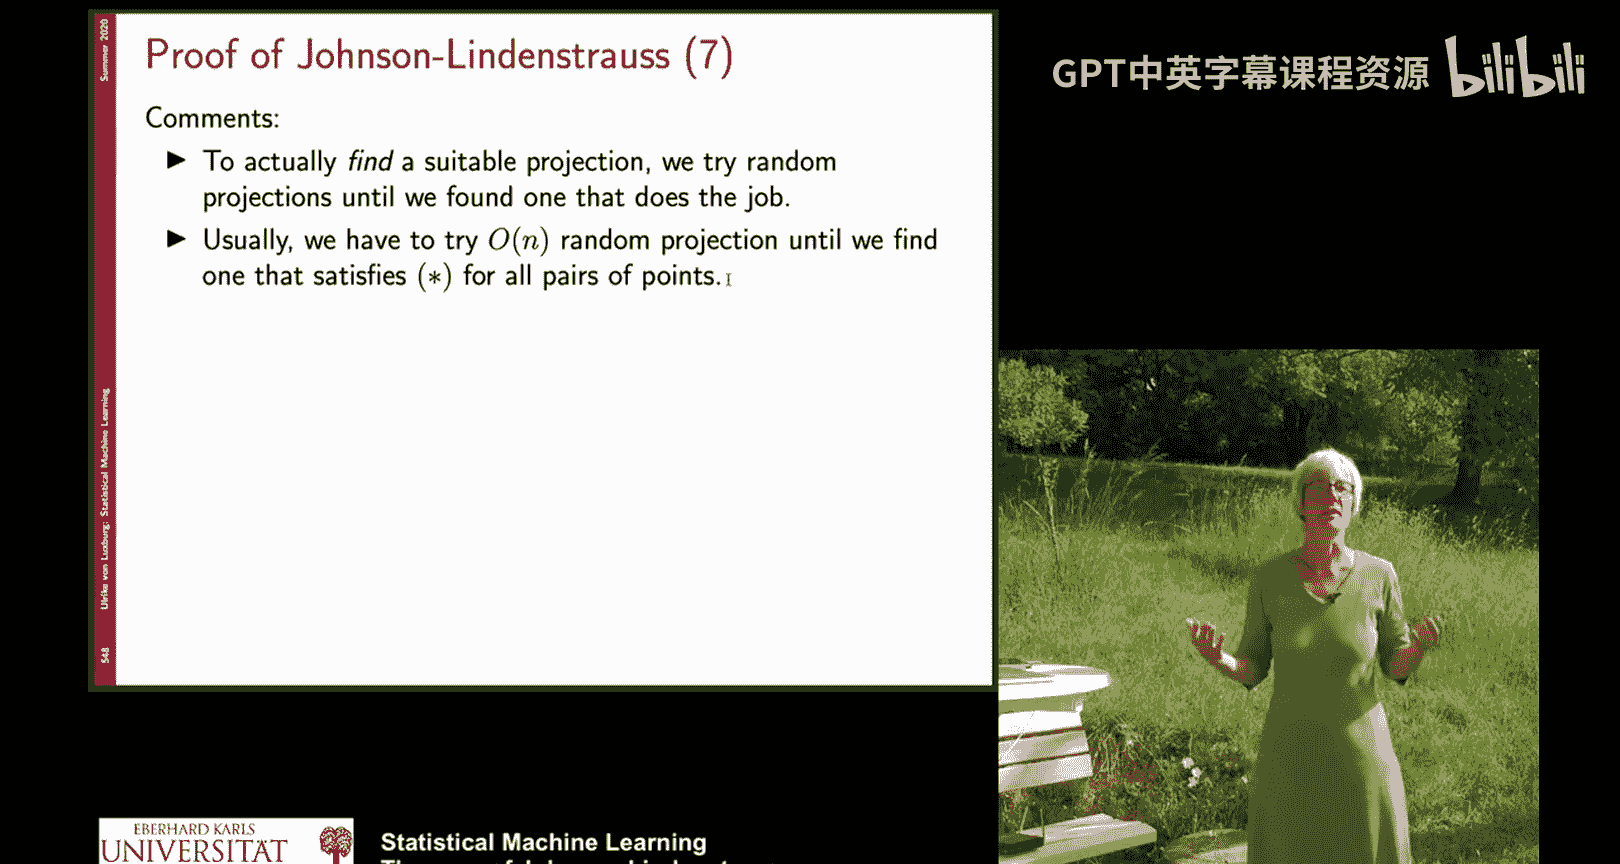 Summer 2020
Proof of Johnson-Lindenstrauss (7)
Comments:
► To actually find a suitable projection, we try random
projections until we found one that does the job.
► Usually, we have to try O(n) random projection until we find
one that satisfies (∗) for all pairs of points.
Ulrike von Luxburg: Statistical Machine Learning
548
GPT中英字幕课程资源 bilibili
EBERHARD KARLS
UNIVERSITÄT
Statistical Machine Learning